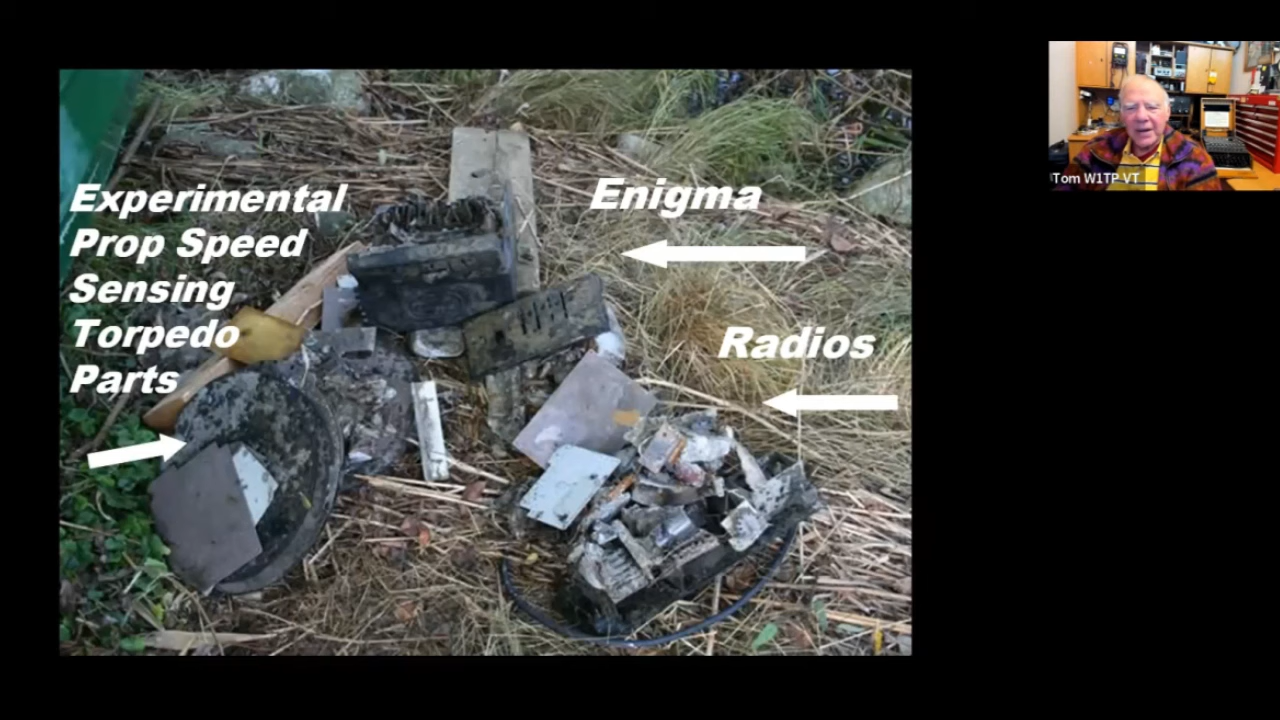 Experimental
Prop Speed
Sensing
Torpedo
Parts
Enigma
Radios
Tom W1TP VT